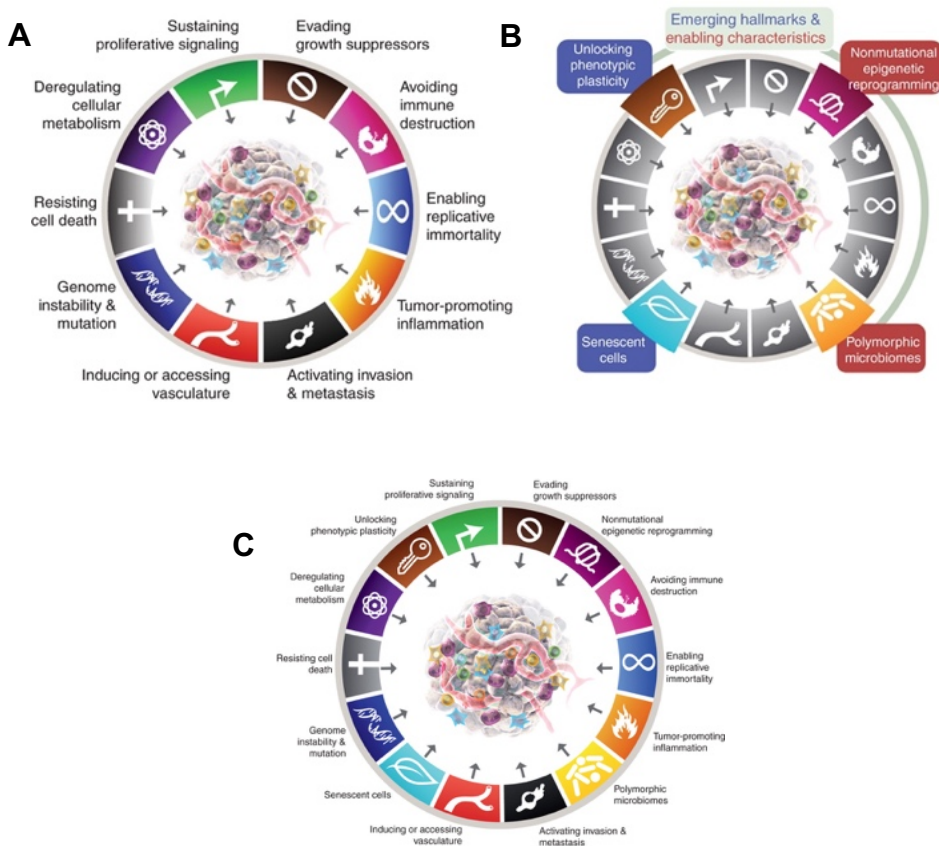 A
Sustaining
proliferative signaling
Evading
growth suppressors
Deregulating
cellular
metabolism
Avoiding
immune
destruction
Resisting
cell death
Enabling
replicative
immortality
Genome
instability &
mutation
Tumor-promoting
inflammation
Inducing or accessing
vasculature
Activating invasion
& metastasis
B
Emerging hallmarks &
enabling characteristics
Unlocking
phenotypic
plasticity
Nonmutational
epigenetic
reprogramming
Senescent
cells
Polymorphic
microbiomes
C
Sustaining
proliferative signaling
Evading
growth suppressors
Unlocking
phenotypic plasticity
Nonmutational
epigenetic reprogramming
Deregulating
cellular
metabolism
Avoiding immune
destruction
Resisting cell
death
Enabling
replicative
immortality
Genome
instability &
mutation
Tumor-promoting
inflammation
Senescent cells
Polymorphic
microbiomes
Inducing or accessing
vasculature
Activating invasion &
metastasis